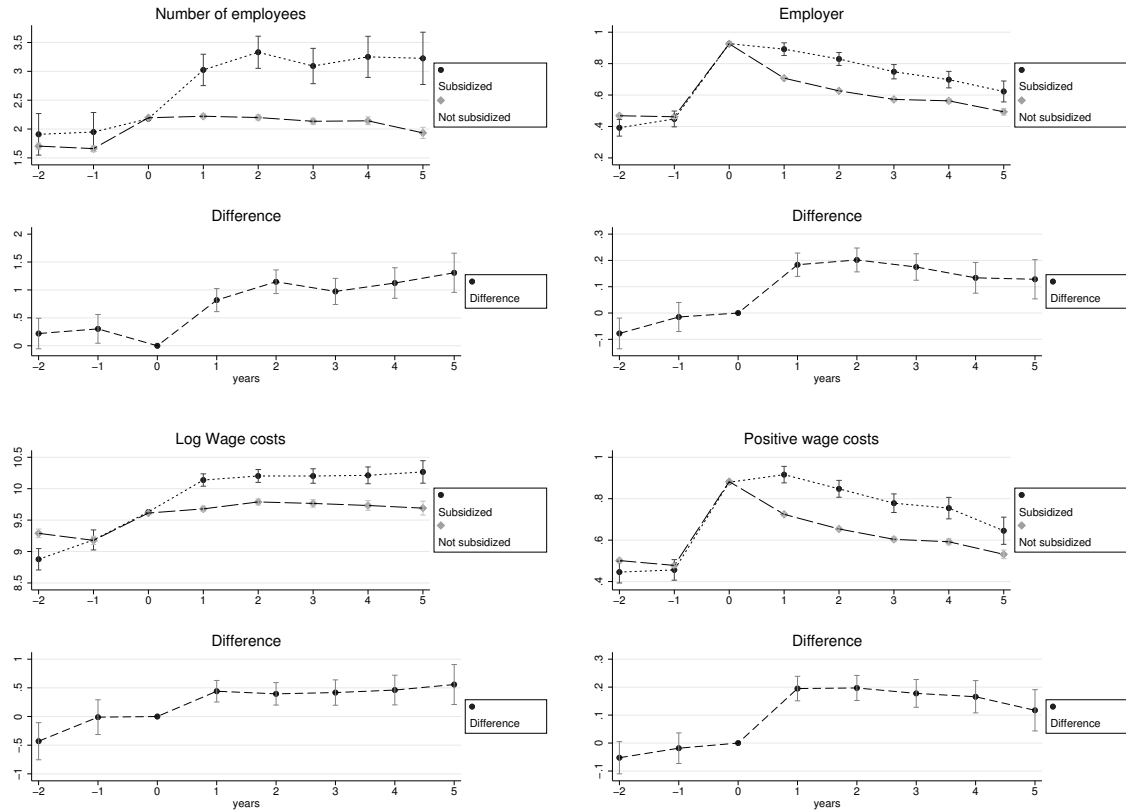 Number of employees
3.5
3
2.5
2
1.5
−2 −1 0 1 2 3 4 5
Subsidized
Not subsidized
Difference
2
1.5
1
.5
0
−2 −1 0 1 2 3 4 5
years
Difference
Employer
1
.8
.6
.4
.2
−2 −1 0 1 2 3 4 5
Subsidized
Not subsidized
Difference
.3
.2
.1
0
−.1
−2 −1 0 1 2 3 4 5
years
Difference
Log Wage costs
10.5
10
9.5
9
8.5
−2 −1 0 1 2 3 4 5
Subsidized
Not subsidized
Difference
1
.5
0
−.5
−1
−2 −1 0 1 2 3 4 5
years
Difference
Positive wage costs
1
.8
.6
.4
−2 −1 0 1 2 3 4 5
Subsidized
Not subsidized
Difference
.3
.2
.1
0
−.1
−2 −1 0 1 2 3 4 5
years
Difference